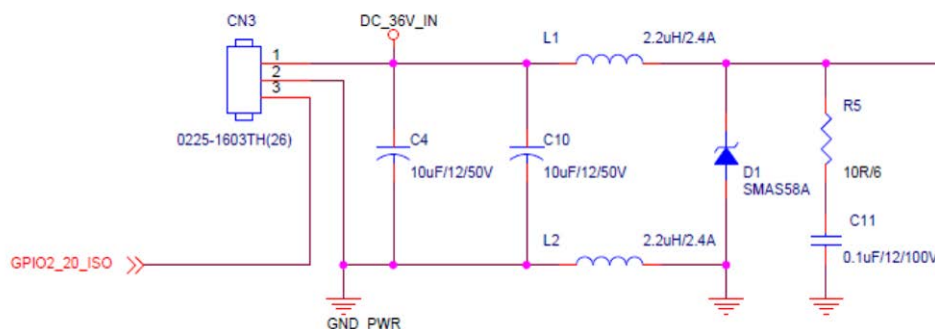 CN3
DC_36V_IN
L1
2.2uH/2.4A
1
2
3
0225-1603TH(26)
C4
10uF/12/50V
C10
10uF/12/50V
D1
SMAS58A
R5
10R/6
C11
0.1uF/12/100V
L2
2.2uH/2.4A
GPIO2_20_ISO
GND_PWR